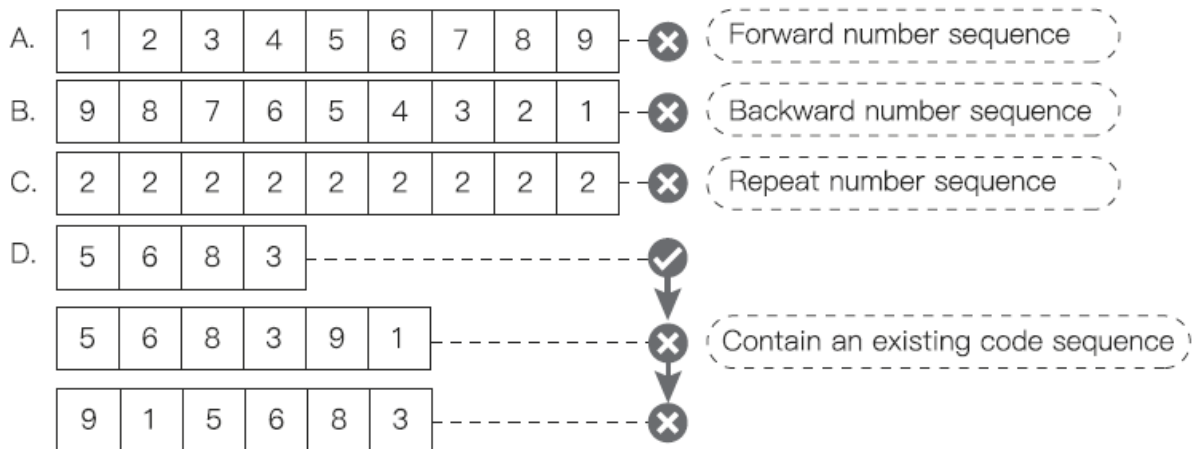 A. 1 2 3 4 5 6 7 8 9 Forward number sequence
B. 9 8 7 6 5 4 3 2 1 Backward number sequence
C. 2 2 2 2 2 2 2 2 2 Repeat number sequence
D. 5 6 8 3
5 6 8 3 9 1 Contain an existing code sequence
9 1 5 6 8 3